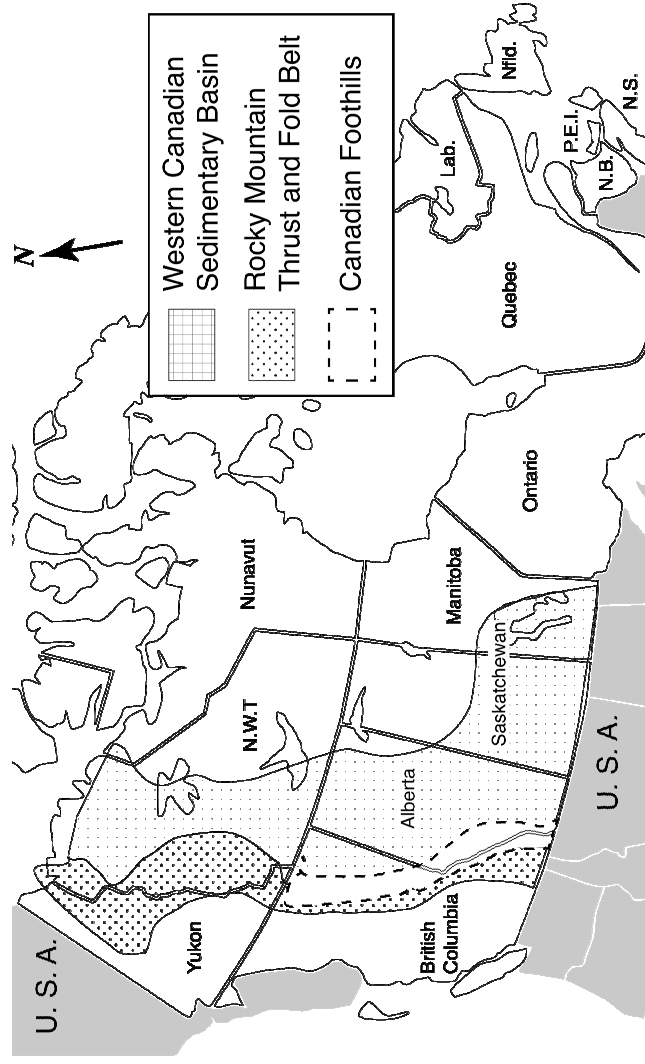 N
Western Canadian
Sedimentary Basin
Rocky Mountain
Thrust and Fold Belt
Canadian Foothills
U. S. A.
Yukon
N.W.T
Nunavut
British
Columbia
Alberta
Saskatchewan
Manitoba
Ontario
Quebec
Lab.
Nfld.
P.E.I.
N.B.
N.S.
U. S. A.